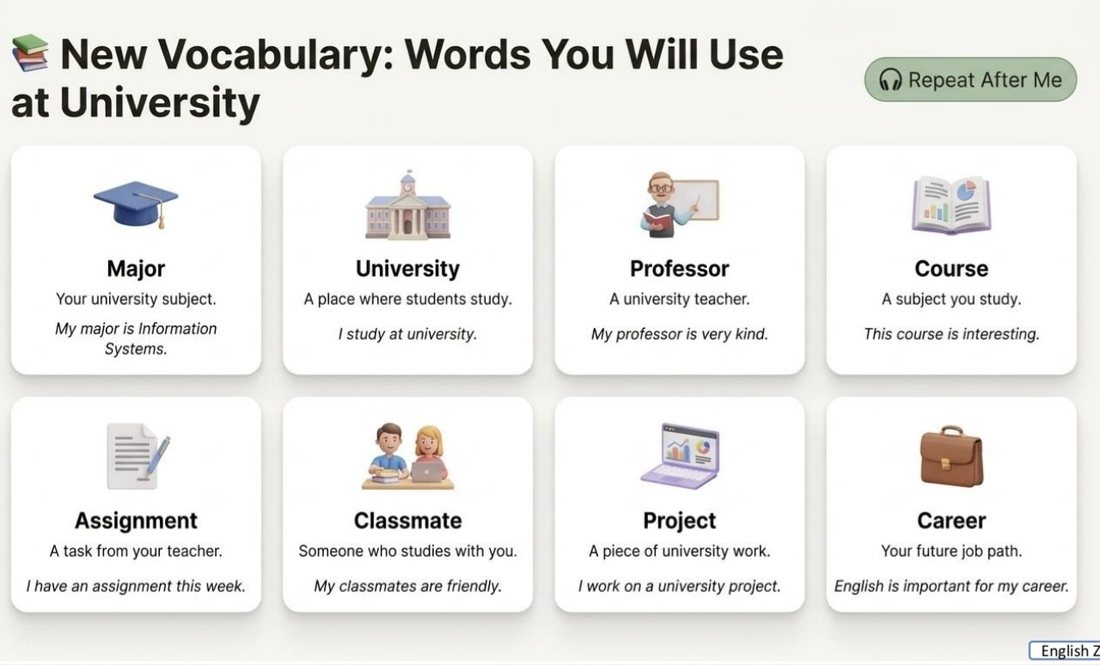 New Vocabulary: Words You Will Use
at University
Repeat After Me
Major
Your university subject.
My major is Information
Systems.
University
A place where students study.
I study at university.
Professor
A university teacher.
My professor is very kind.
Course
A subject you study.
This course is interesting.
Assignment
A task from your teacher.
I have an assignment this week.
Classmate
Someone who studies with you.
My classmates are friendly.
Project
A piece of university work.
I work on a university project.
Career
Your future job path.
English is important for my career.
English Z